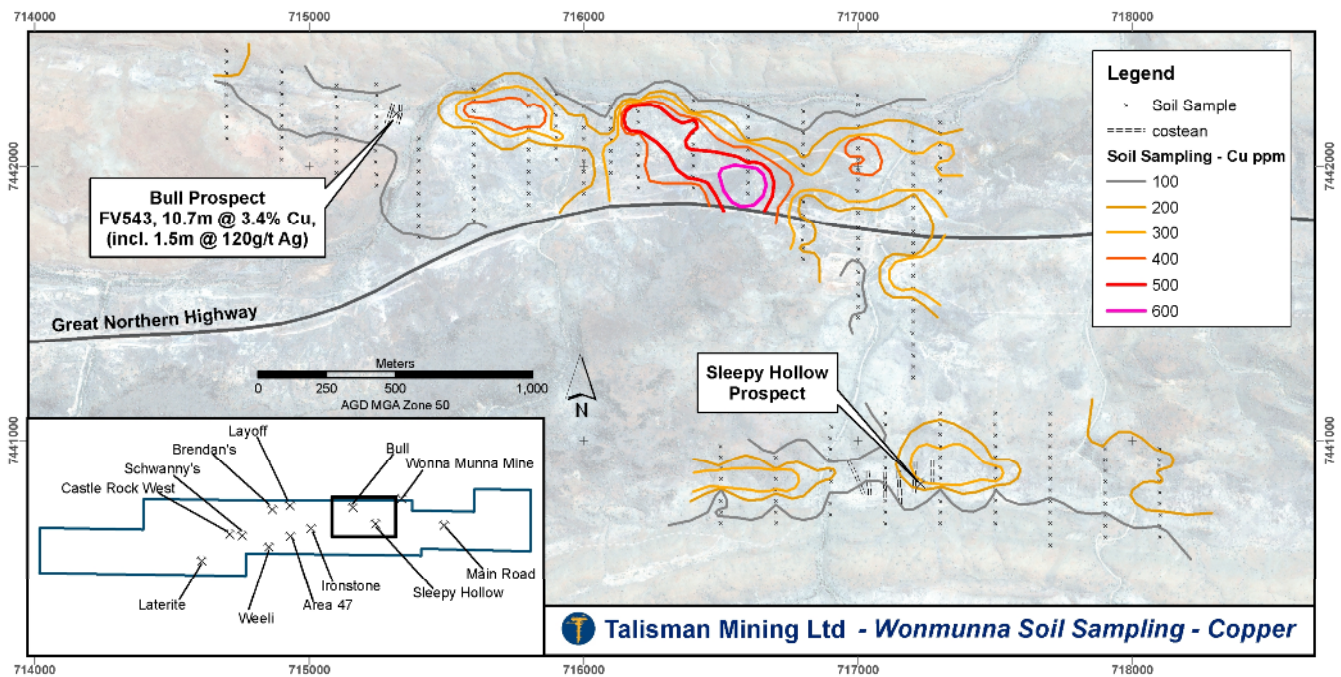 714000
715000
716000
717000
718000
7442000
7442000
Legend
Soil Sample
costean
Soil Sampling - Cu ppm
100
200
300
400
500
600
Bull Prospect
FV543, 10.7m @ 3.4% Cu,
(incl. 1.5m @ 120g/t Ag)
Great Northern Highway
Meters
0 250 500 1,000
AGD MGA Zone 50
N
Sleepy Hollow
Prospect
7441000
7441000
Layoff
Brendan's
Bull
Schwanny's
Wonna Munna Mine
Castle Rock West
Laterite
Weeli
Area 47
Ironstone
Sleepy Hollow
Main Road
Talisman Mining Ltd - Wonmunna Soil Sampling - Copper
714000
715000
716000
717000
718000